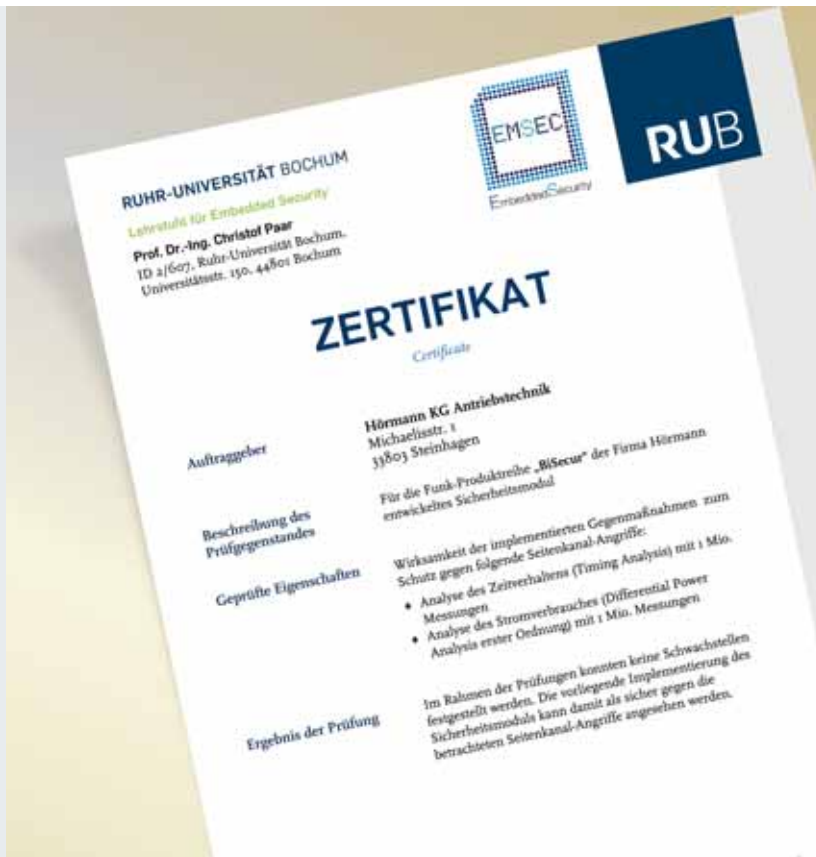 RUHR-UNIVERSITÄT BOCHUM
Lehrstuhl für Embedded Security
Prof. Dr.-Ing. Christof Paar
ID 2/607, Ruhr-Universität Bochum,
Universitätsstr. 150, 44801 Bochum
EMSEC
EmbeddedSecurity
RUB
ZERTIFIKAT
Certificate
Auftraggeber
Hörmann KG Antriebstechnik
Michaelisstr. 1
33803 Steinhagen
Beschreibung des
Prüfgegenstandes
Für die Funk-Produktreihe „BiSecur" der Firma Hörmann
entwickeltes Sicherheitsmodul
Geprüfte Eigenschaften
Wirksamkeit der implementierten Gegenmaßnahmen zum
Schutz gegen folgende Seitenkanal-Angriffe:
• Analyse des Zeitverhaltens (Timing Analysis) mit 1 Mio.
Messungen
• Analyse des Stromverbrauches (Differential Power
Analysis erster Ordnung) mit 1 Mio. Messungen
Ergebnis der Prüfung
Im Rahmen der Prüfungen konnten keine Schwachstellen
festgestellt werden. Die vorliegende Implementierung des
Sicherheitsmoduls kann damit als sicher gegen die
betrachteten Seitenkanal-Angriffe angesehen werden.